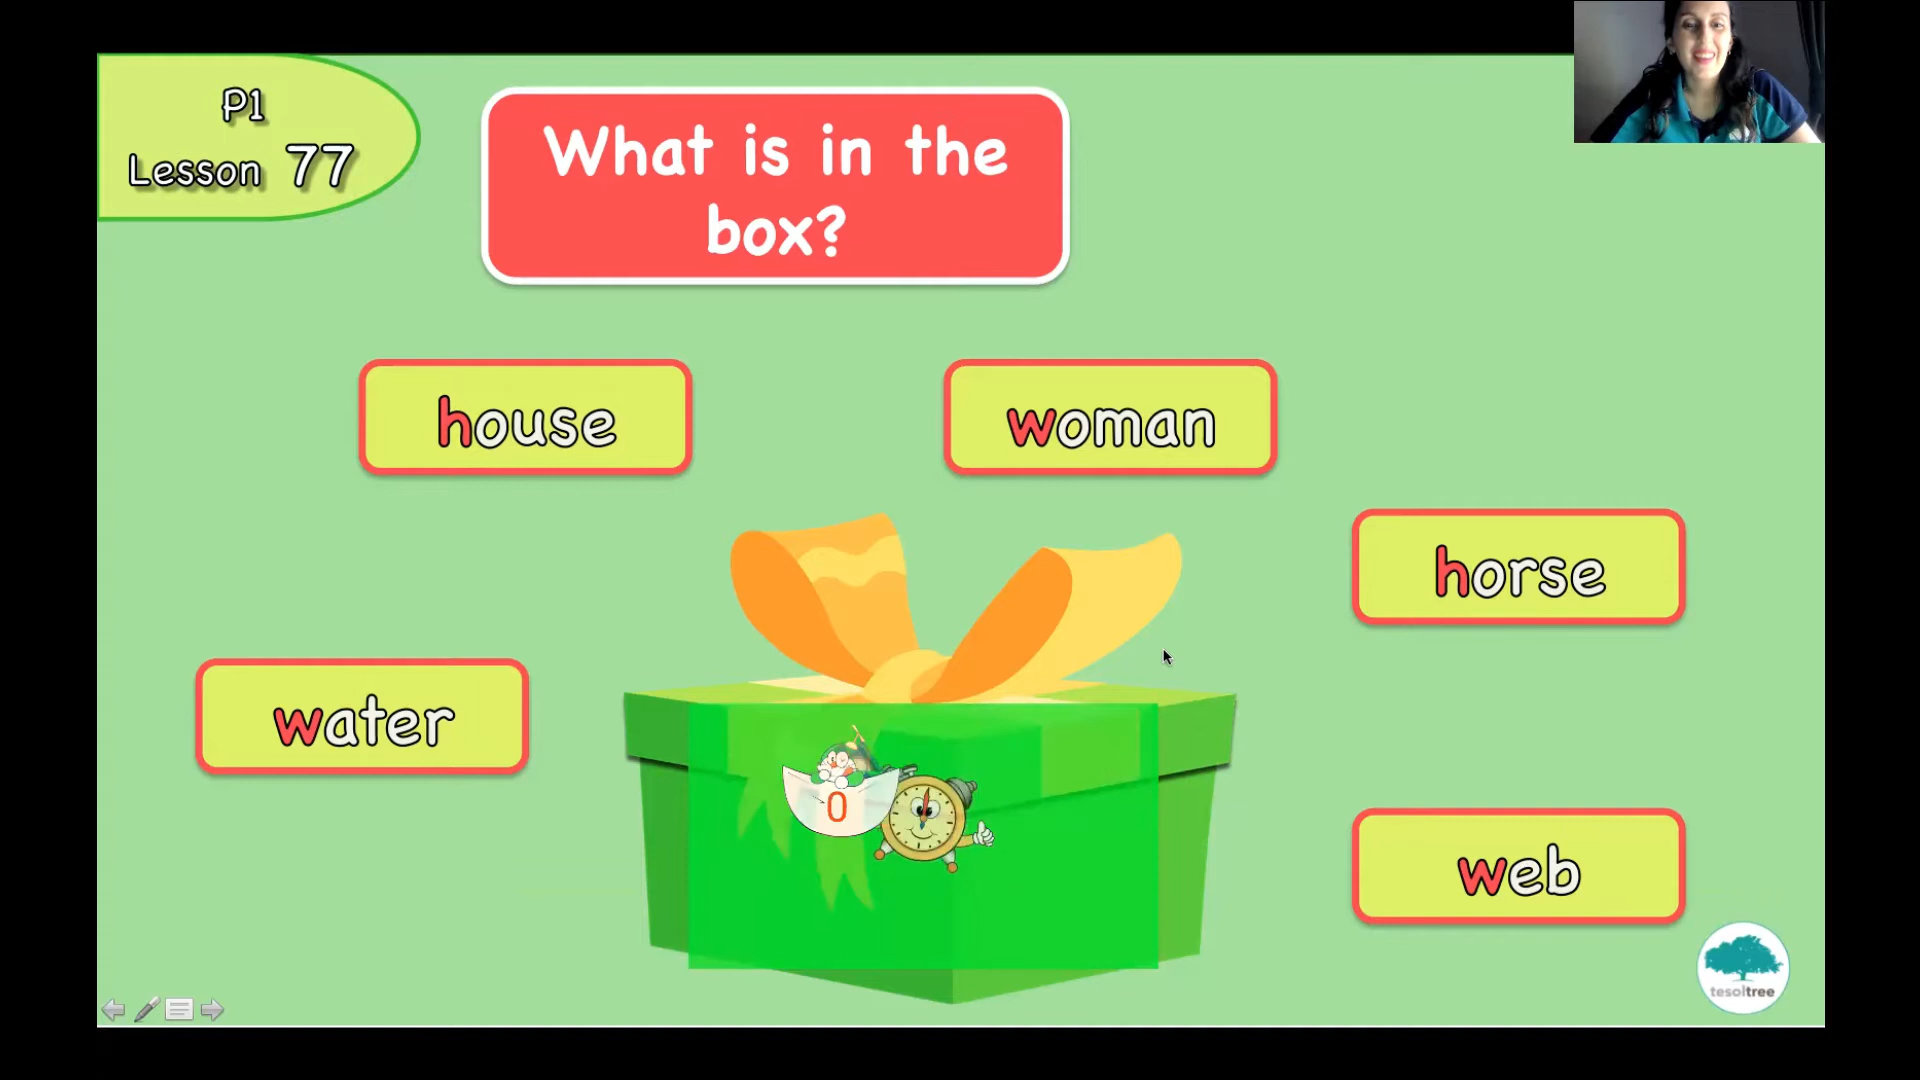 P1
Lesson 77
What is in the
box?
house
woman
horse
water
0
web
tesoltree